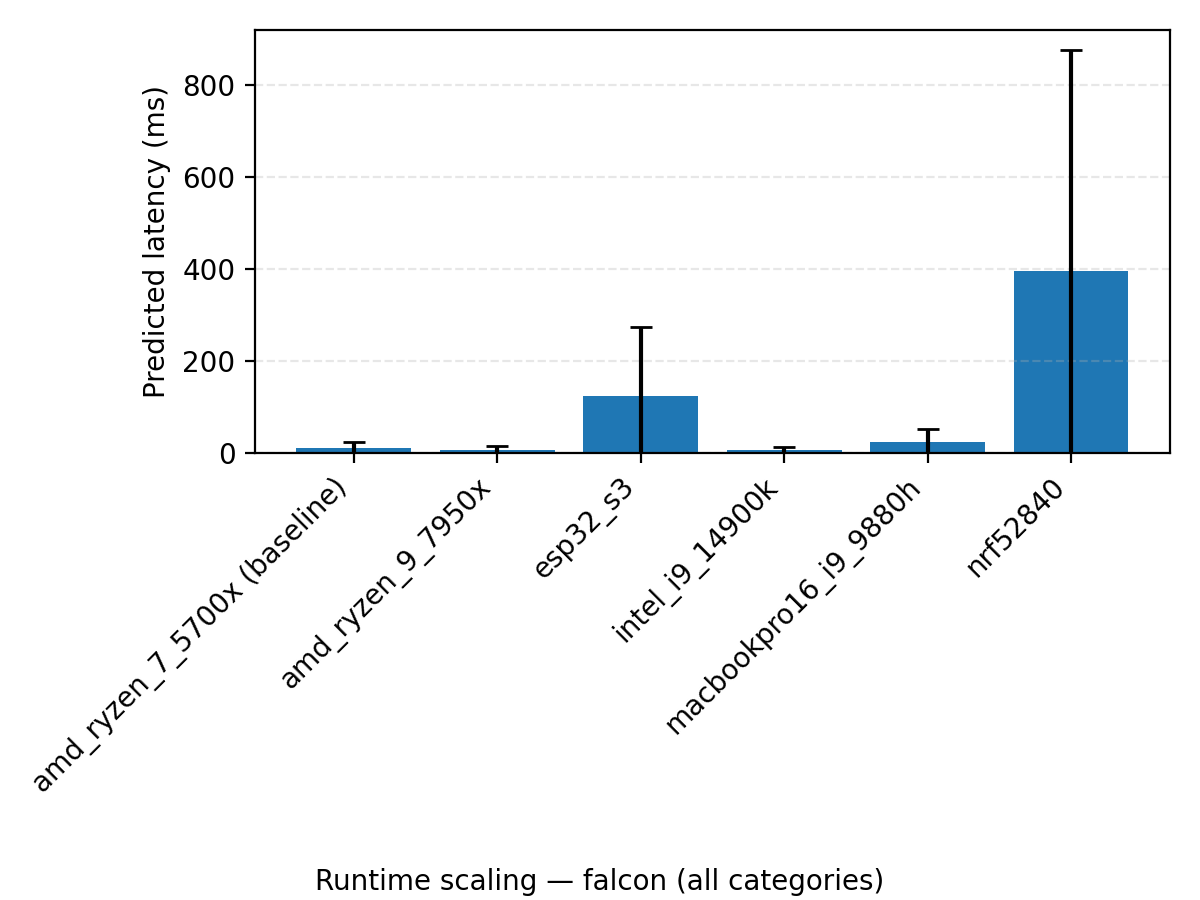 Predicted latency (ms)
800
600
400
200
0
amd_ryzen_7_5700x (baseline)
amd_ryzen_9_7950x
esp32_s3
intel_i9_14900k
macbookpro16_i9_9880h
nrf52840
Runtime scaling — falcon (all categories)